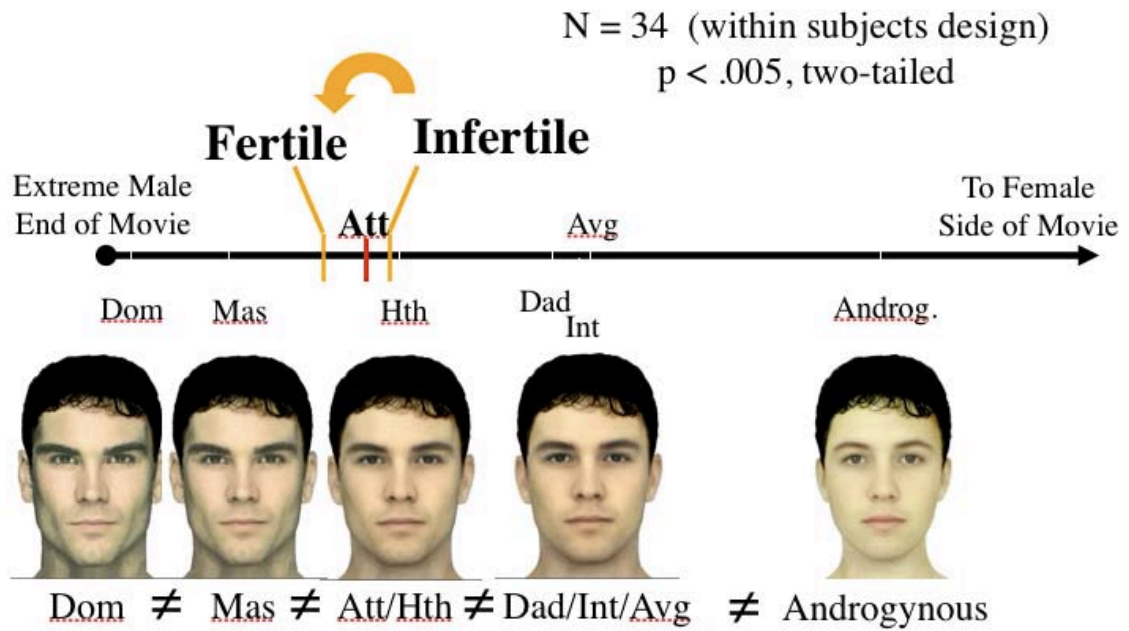 N = 34 (within subjects design)
p < .005, two-tailed
Fertile
Infertile
Extreme Male
End of Movie
Att
Avg
To Female
Side of Movie
Dom
Mas
Hth
Dad
Int
Androg.
Dom ≠ Mas ≠ Att/Hth ≠ Dad/Int/Avg ≠ Androgynous